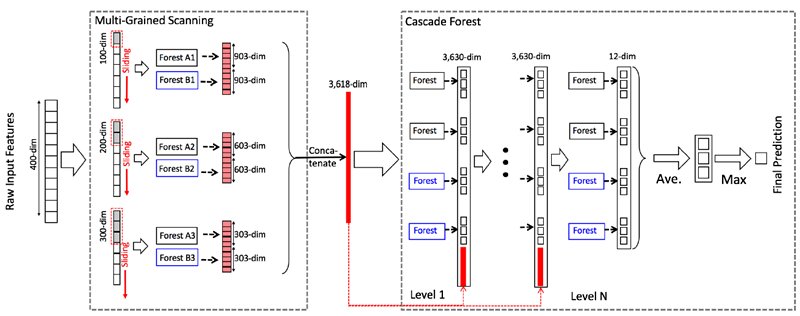 Multi-Grained Scanning
Raw Input Features
400-dim
100-dim
Sliding
Forest A1
Forest B1
903-dim
903-dim
200-dim
Sliding
Forest A2
Forest B2
603-dim
603-dim
300-dim
Sliding
Forest A3
Forest B3
303-dim
303-dim
Conca-
tenate
3,618-dim
Cascade Forest
3,630-dim
Forest
Forest
Forest
Forest
Level 1
3,630-dim
Level N
12-dim
Forest
Forest
Forest
Forest
Ave.
Max
Final Prediction